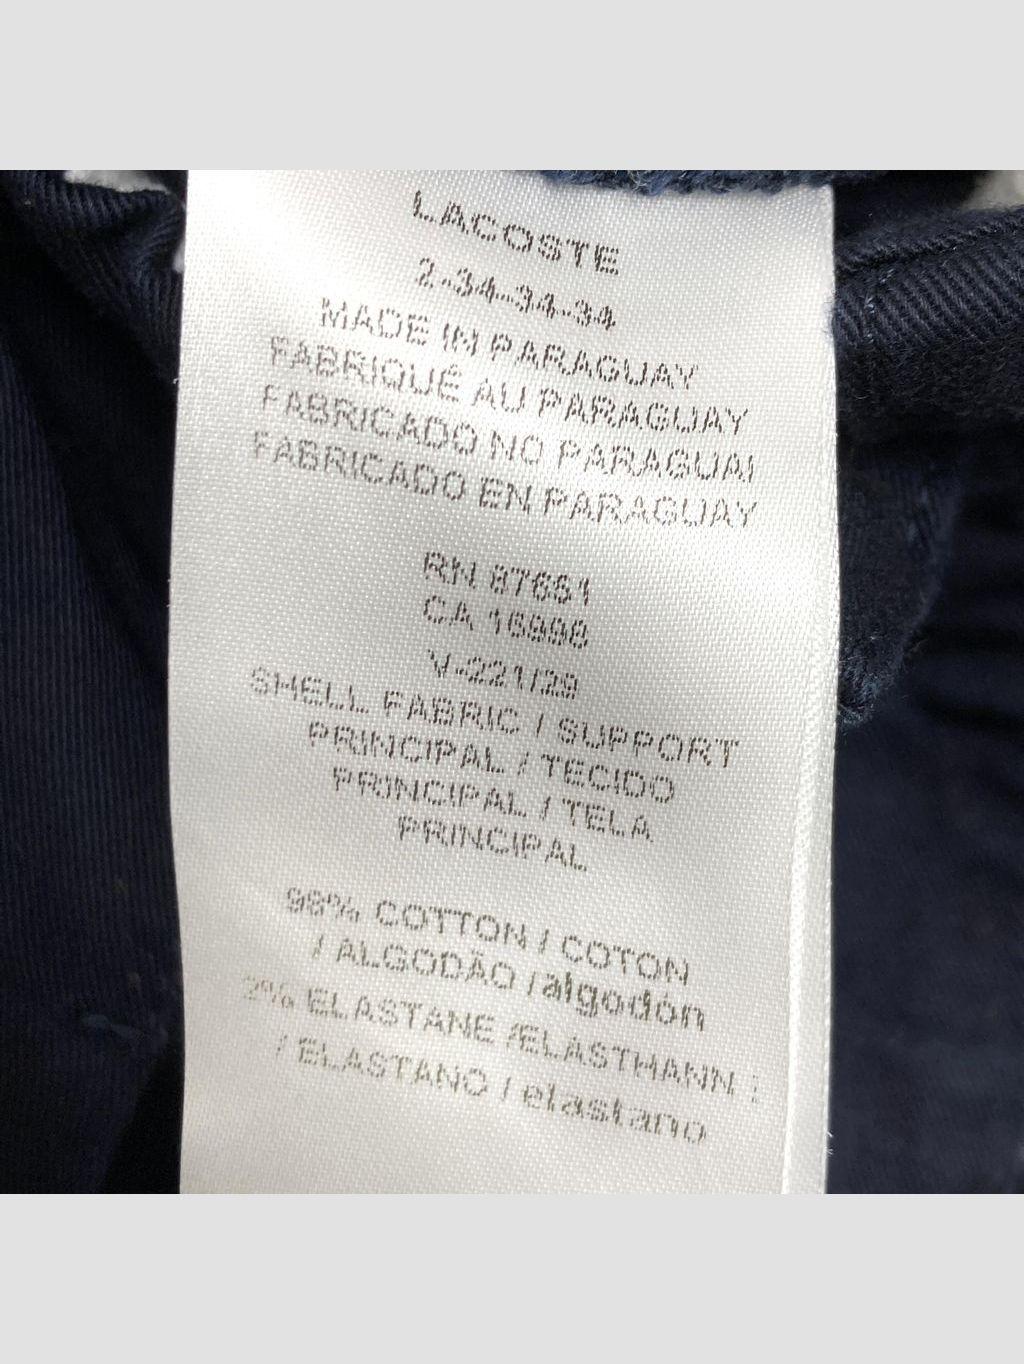 LACOSTE
2-34-34-34
MADE IN PARAGUAY
FABRIQUÉ AU PARAGUAY
FABRICADO NO PARAGUAI
FABRICADO EN PARAGUAY
RN 87651
CA 16998
V-221/29
SHELL FABRIC / SUPPORT
PRINCIPAL / TECIDO
PRINCIPAL / TELA
PRINCIPAL
98% COTTON / COTON
/ ALGODÃO /algodón
2% ELASTANE /ÉLASTHANN :
/ ELASTANO / elastano